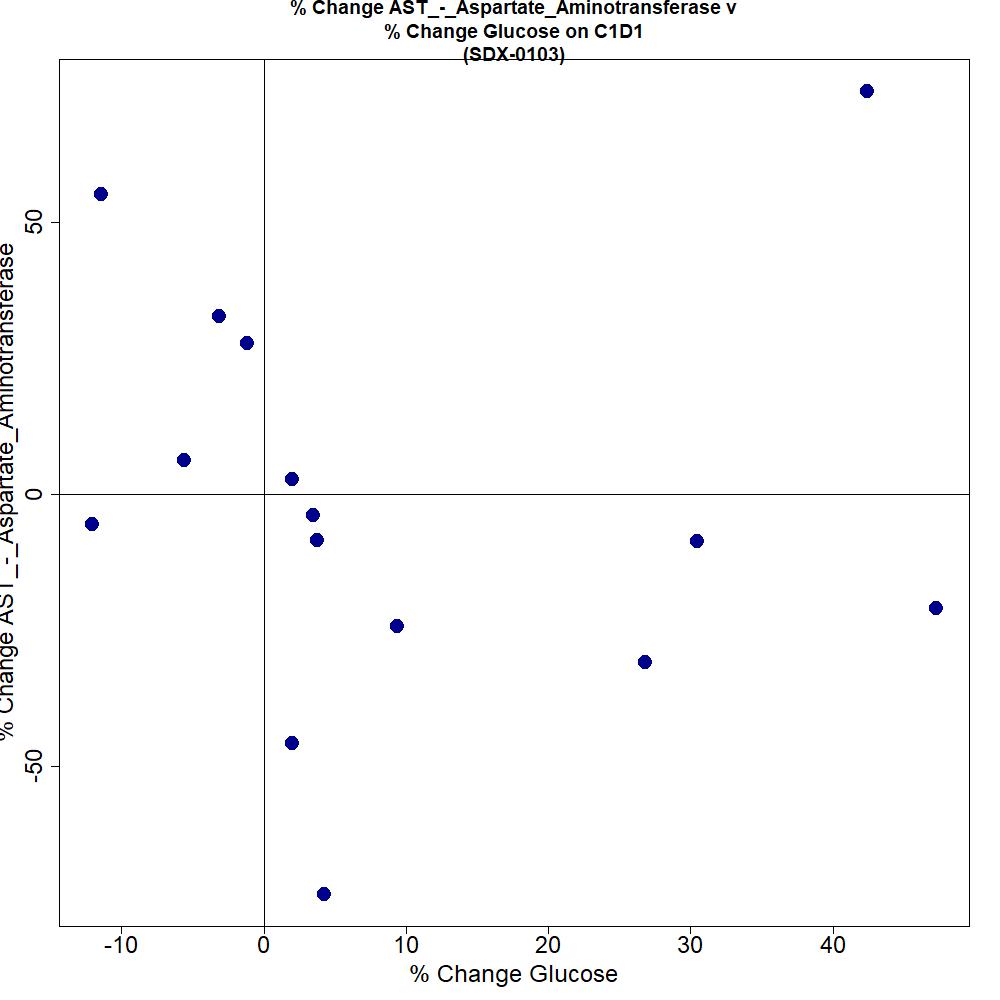 % Change AST_-_Aspartate_Aminotransferase v
% Change Glucose on C1D1
(SDX-0103)
% Change AST_-_Aspartate_Aminotransferase
50
0
-50
-10
0
10
20
30
40
% Change Glucose